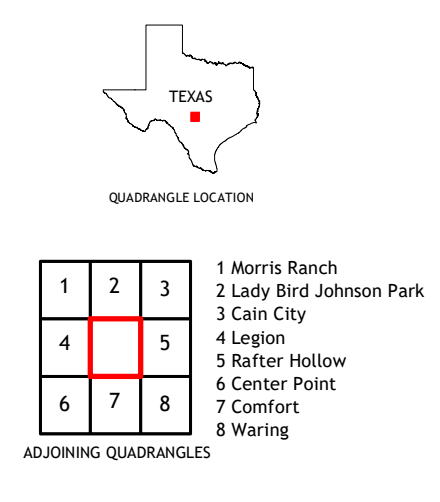 TEXAS
QUADRANGLE LOCATION
1 2 3
4 5
6 7 8
1 Morris Ranch
2 Lady Bird Johnson Park
3 Cain City
4 Legion
5 Rafter Hollow
6 Center Point
7 Comfort
8 Waring
ADJOINING QUADRANGLES